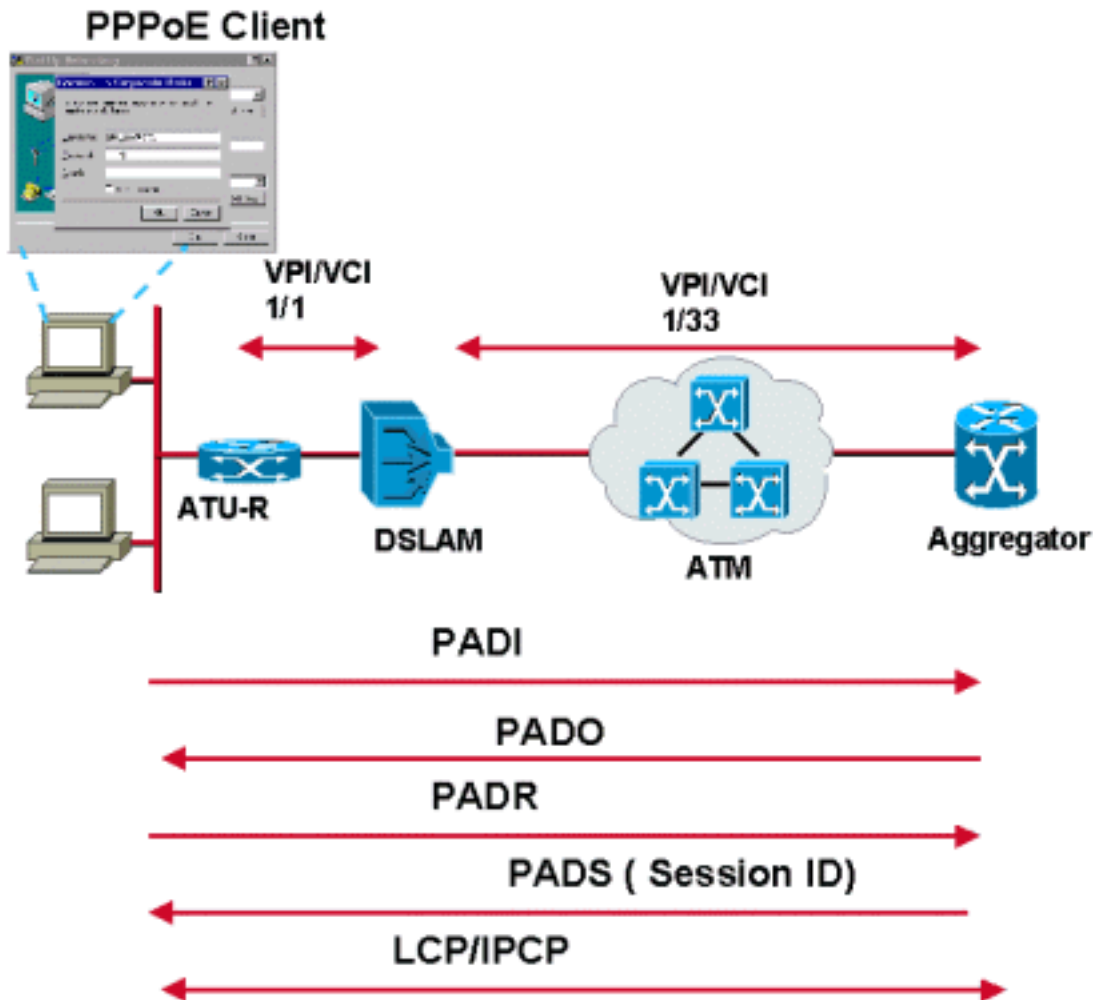 PPPoE Client
VPI/VCI
1/1
VPI/VCI
1/33
ATU-R
DSLAM
ATM
Aggregator
PADI
PADO
PADR
PADS ( Session ID)
LCP/IPCP